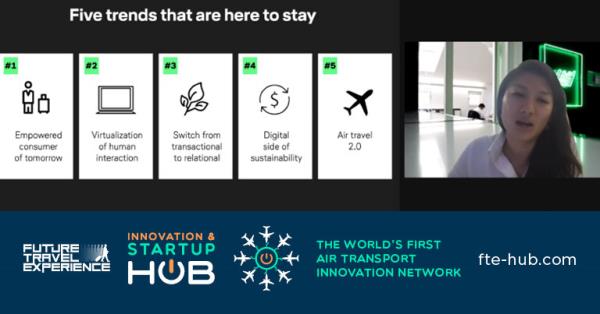 Five trends that are here to stay
#1
Empowered
consumer
of tomorrow
#2
Virtualization
of human
interaction
#3
Switch from
transactional
to relational
#4
$
Digital
side of
sustainability
#5
Air travel
2.0
FUTURE
TRAVEL
EXPERIENCE
INNOVATION &
STARTUP
HUB
THE WORLD'S FIRST
AIR TRANSPORT
INNOVATION NETWORK
fte-hub.com